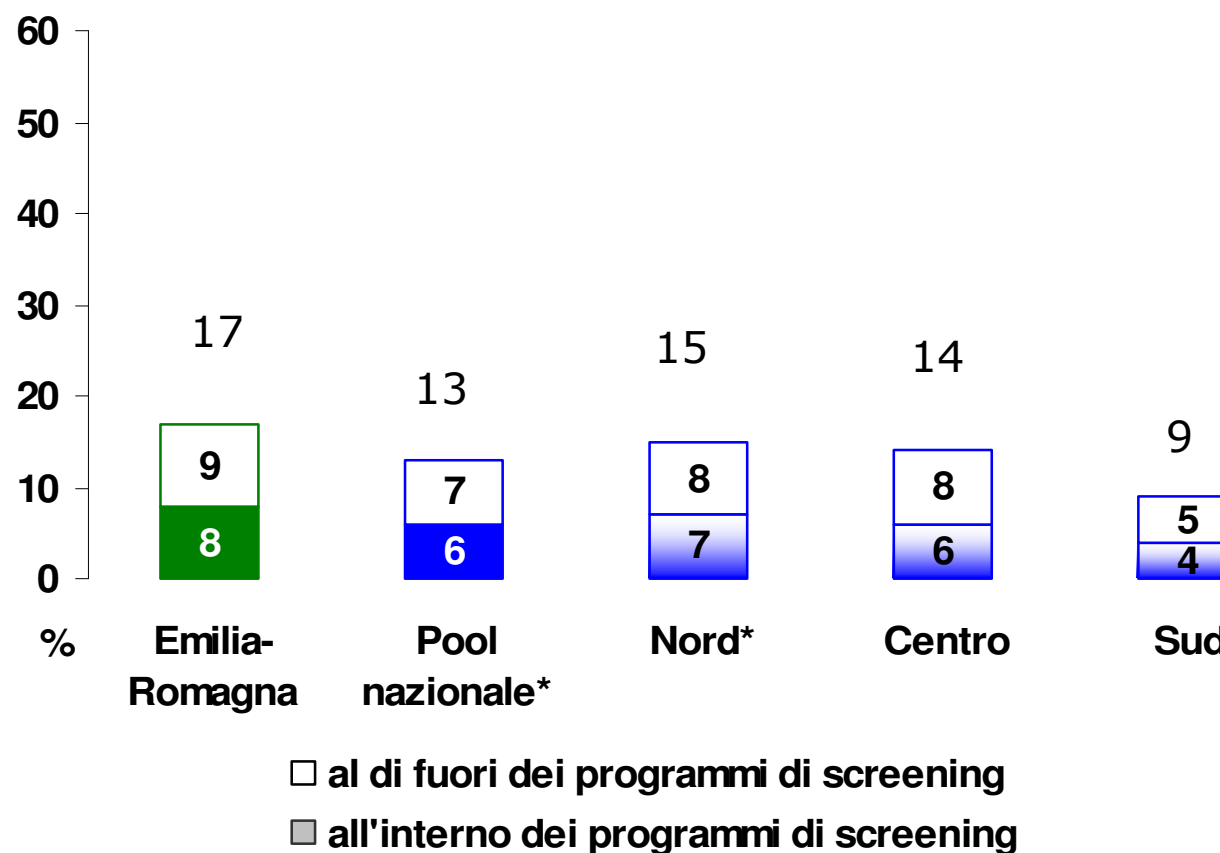 60
50
40
30
20
10
0
%
17
13
15
14
9
9
7
8
8
5
8
6
7
6
4
Emilia-
Romagna
Pool
nazionale*
Nord*
Centro
Sud
al di fuori dei programmi di screening
all'interno dei programmi di screening